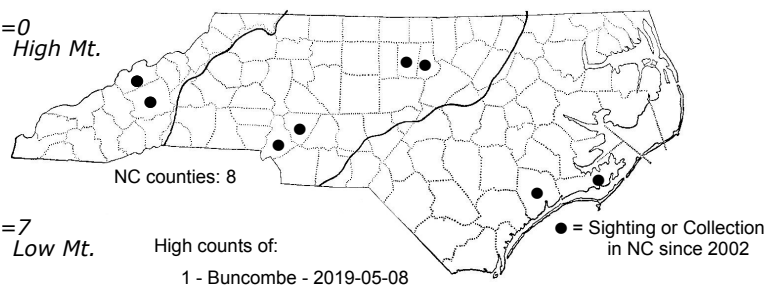 =0
High Mt.
NC counties: 8
=7
Low Mt.
High counts of:
1 - Buncombe - 2019-05-08
● = Sighting or Collection
in NC since 2002